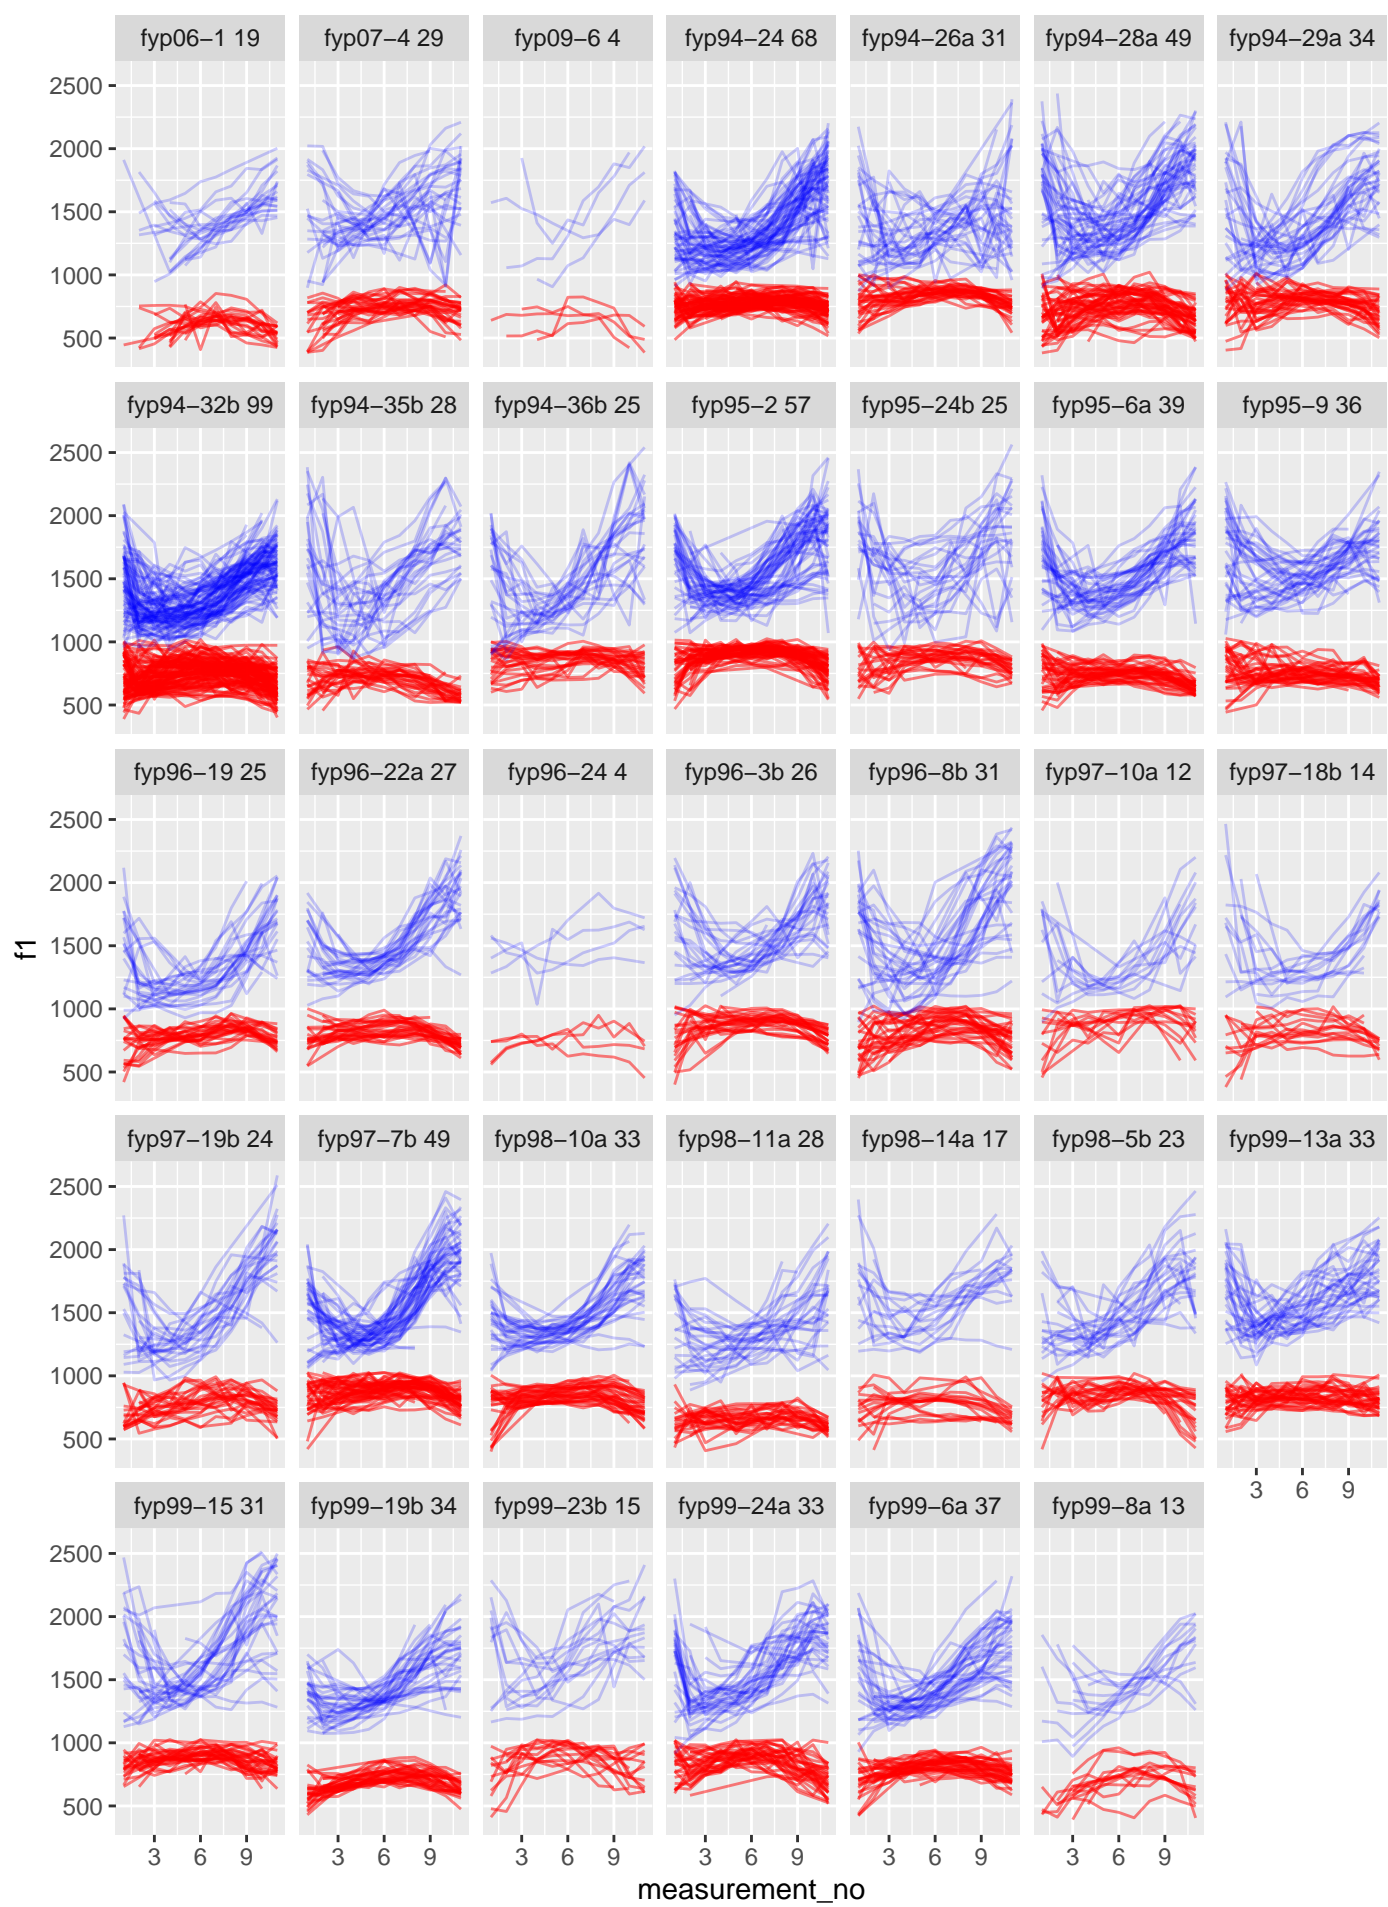 fyp06−1 19 fyp07−4 29 fyp09−6 4 fyp94−24 68 fyp94−26a 31 fyp94−28a 49 fyp94−29a 34
2500
2000
1500
1000
500
fyp94−32b 99 fyp94−35b 28 fyp94−36b 25 fyp95−2 57 fyp95−24b 25 fyp95−6a 39 fyp95−9 36
2500
2000
1500
1000
500
fyp96−19 25 fyp96−22a 27 fyp96−24 4 fyp96−3b 26 fyp96−8b 31 fyp97−10a 12 fyp97−18b 14
2500
2000
1500
1000
500
f1
fyp97−19b 24 fyp97−7b 49 fyp98−10a 33 fyp98−11a 28 fyp98−14a 17 fyp98−5b 23 fyp99−13a 33
2500
2000
1500
1000
500
3 6 9
fyp99−15 31 fyp99−19b 34 fyp99−23b 15 fyp99−24a 33 fyp99−6a 37 fyp99−8a 13
2500
2000
1500
1000
500
3 6 9 3 6 9 3 6 9 3 6 9 3 6 9 3 6 9
measurement_no